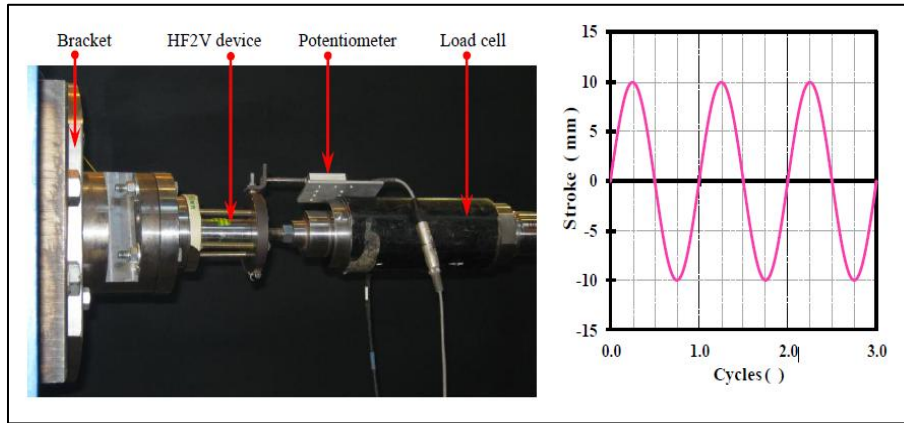 Bracket
HF2V device
Potentiometer
Load cell
Stroke ( mm )
15
10
5
0
-5
-10
-15
0.0
1.0
2.0
3.0
Cycles ( )